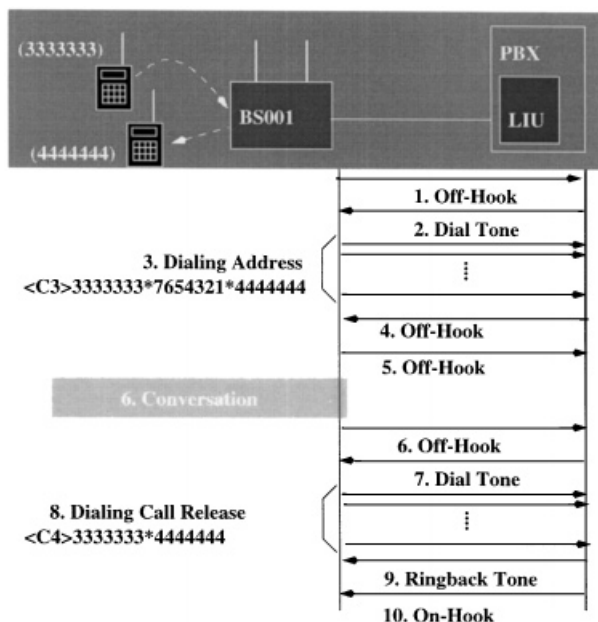 (3333333)
PBX
BS001
LIU
(4444444)
1. Off-Hook
2. Dial Tone
3. Dialing Address
<C3>3333333*7654321*4444444
4. Off-Hook
5. Off-Hook
6. Conversation
6. Off-Hook
7. Dial Tone
8. Dialing Call Release
<C4>3333333*4444444
9. Ringback Tone
10. On-Hook